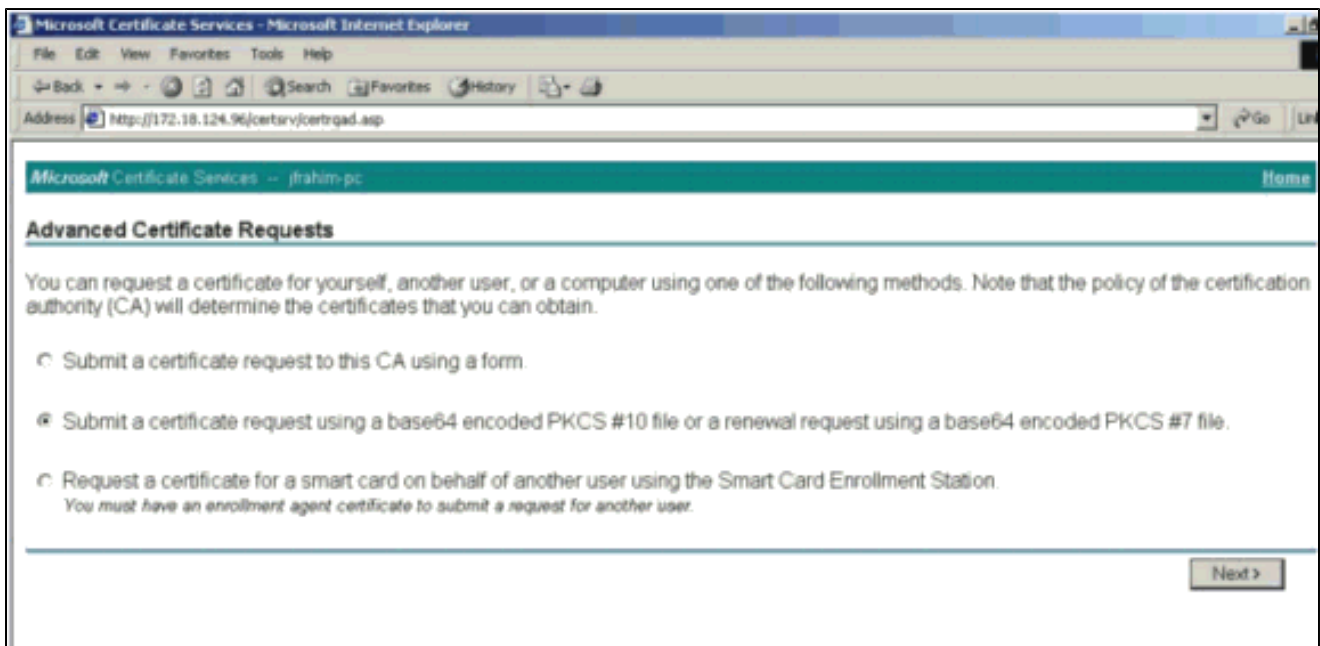 Microsoft Certificate Services - Microsoft Internet Explorer
File Edit View Favorites Tools Help
Back Search Favorites History
Address http://172.18.124.96/certsrv/certrqad.asp Go
Microsoft Certificate Services -- jfrahim-pc Home
Advanced Certificate Requests
You can request a certificate for yourself, another user, or a computer using one of the following methods. Note that the policy of the certification
authority (CA) will determine the certificates that you can obtain.
Submit a certificate request to this CA using a form.
Submit a certificate request using a base64 encoded PKCS #10 file or a renewal request using a base64 encoded PKCS #7 file.
Request a certificate for a smart card on behalf of another user using the Smart Card Enrollment Station.
You must have an enrollment agent certificate to submit a request for another user.
Next >